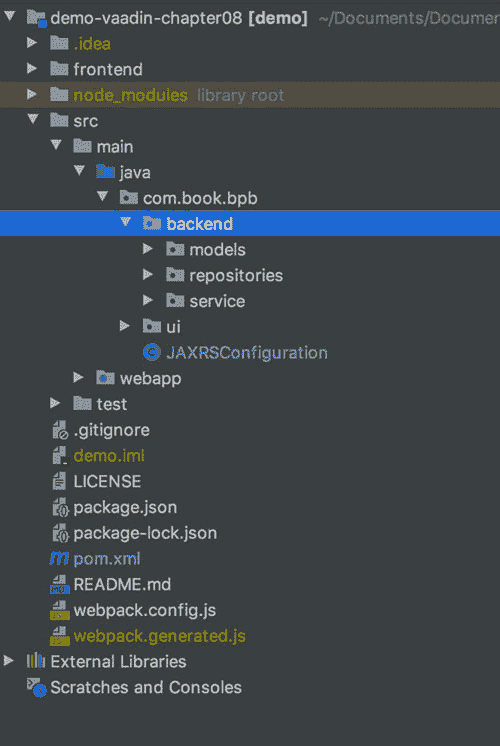 demo-vaadin-chapter08 [demo] ~/Documents/Documen
.idea
frontend
node_modules library root
src
main
java
com.book.bpb
backend
models
repositories
service
ui
JAXRSConfiguration
webapp
test
.gitignore
demo.iml
LICENSE
package.json
package-lock.json
pom.xml
README.md
webpack.config.js
webpack.generated.js
External Libraries
Scratches and Consoles